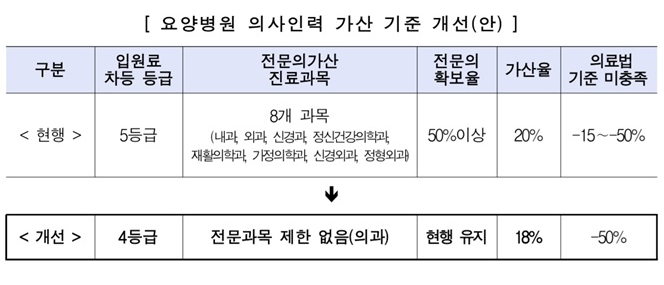 [ 요양병원 의사인력 가산 기준 개선(안) ]
구분 입원료 차등 등급 전문의가산 진료과목 전문의 확보율 가산율 의료법 기준 미충족
< 현행 > 5등급 8개 과목 (내과, 외과, 신경과, 정신건강의학과, 재활의학과, 가정의학과, 신경외과, 정형외과) 50%이상 20% -15～-50%
🡻
< 개선 > 4등급 전문과목 제한 없음(의과) 현행 유지 18% -50%